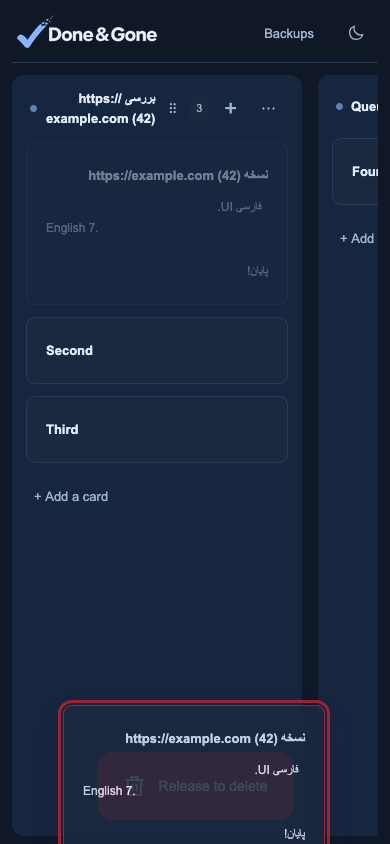 Done & Gone
Backups
بررسی https://
example.com (42)
3
نسخه https://example.com (42)
فارسی UI.
English 7.
پایان!
Second
Third
+ Add a card
Que
Four
+ Add
نسخه https://example.com (42)
فارسی UI.
Release to delete
English 7.
پایان!